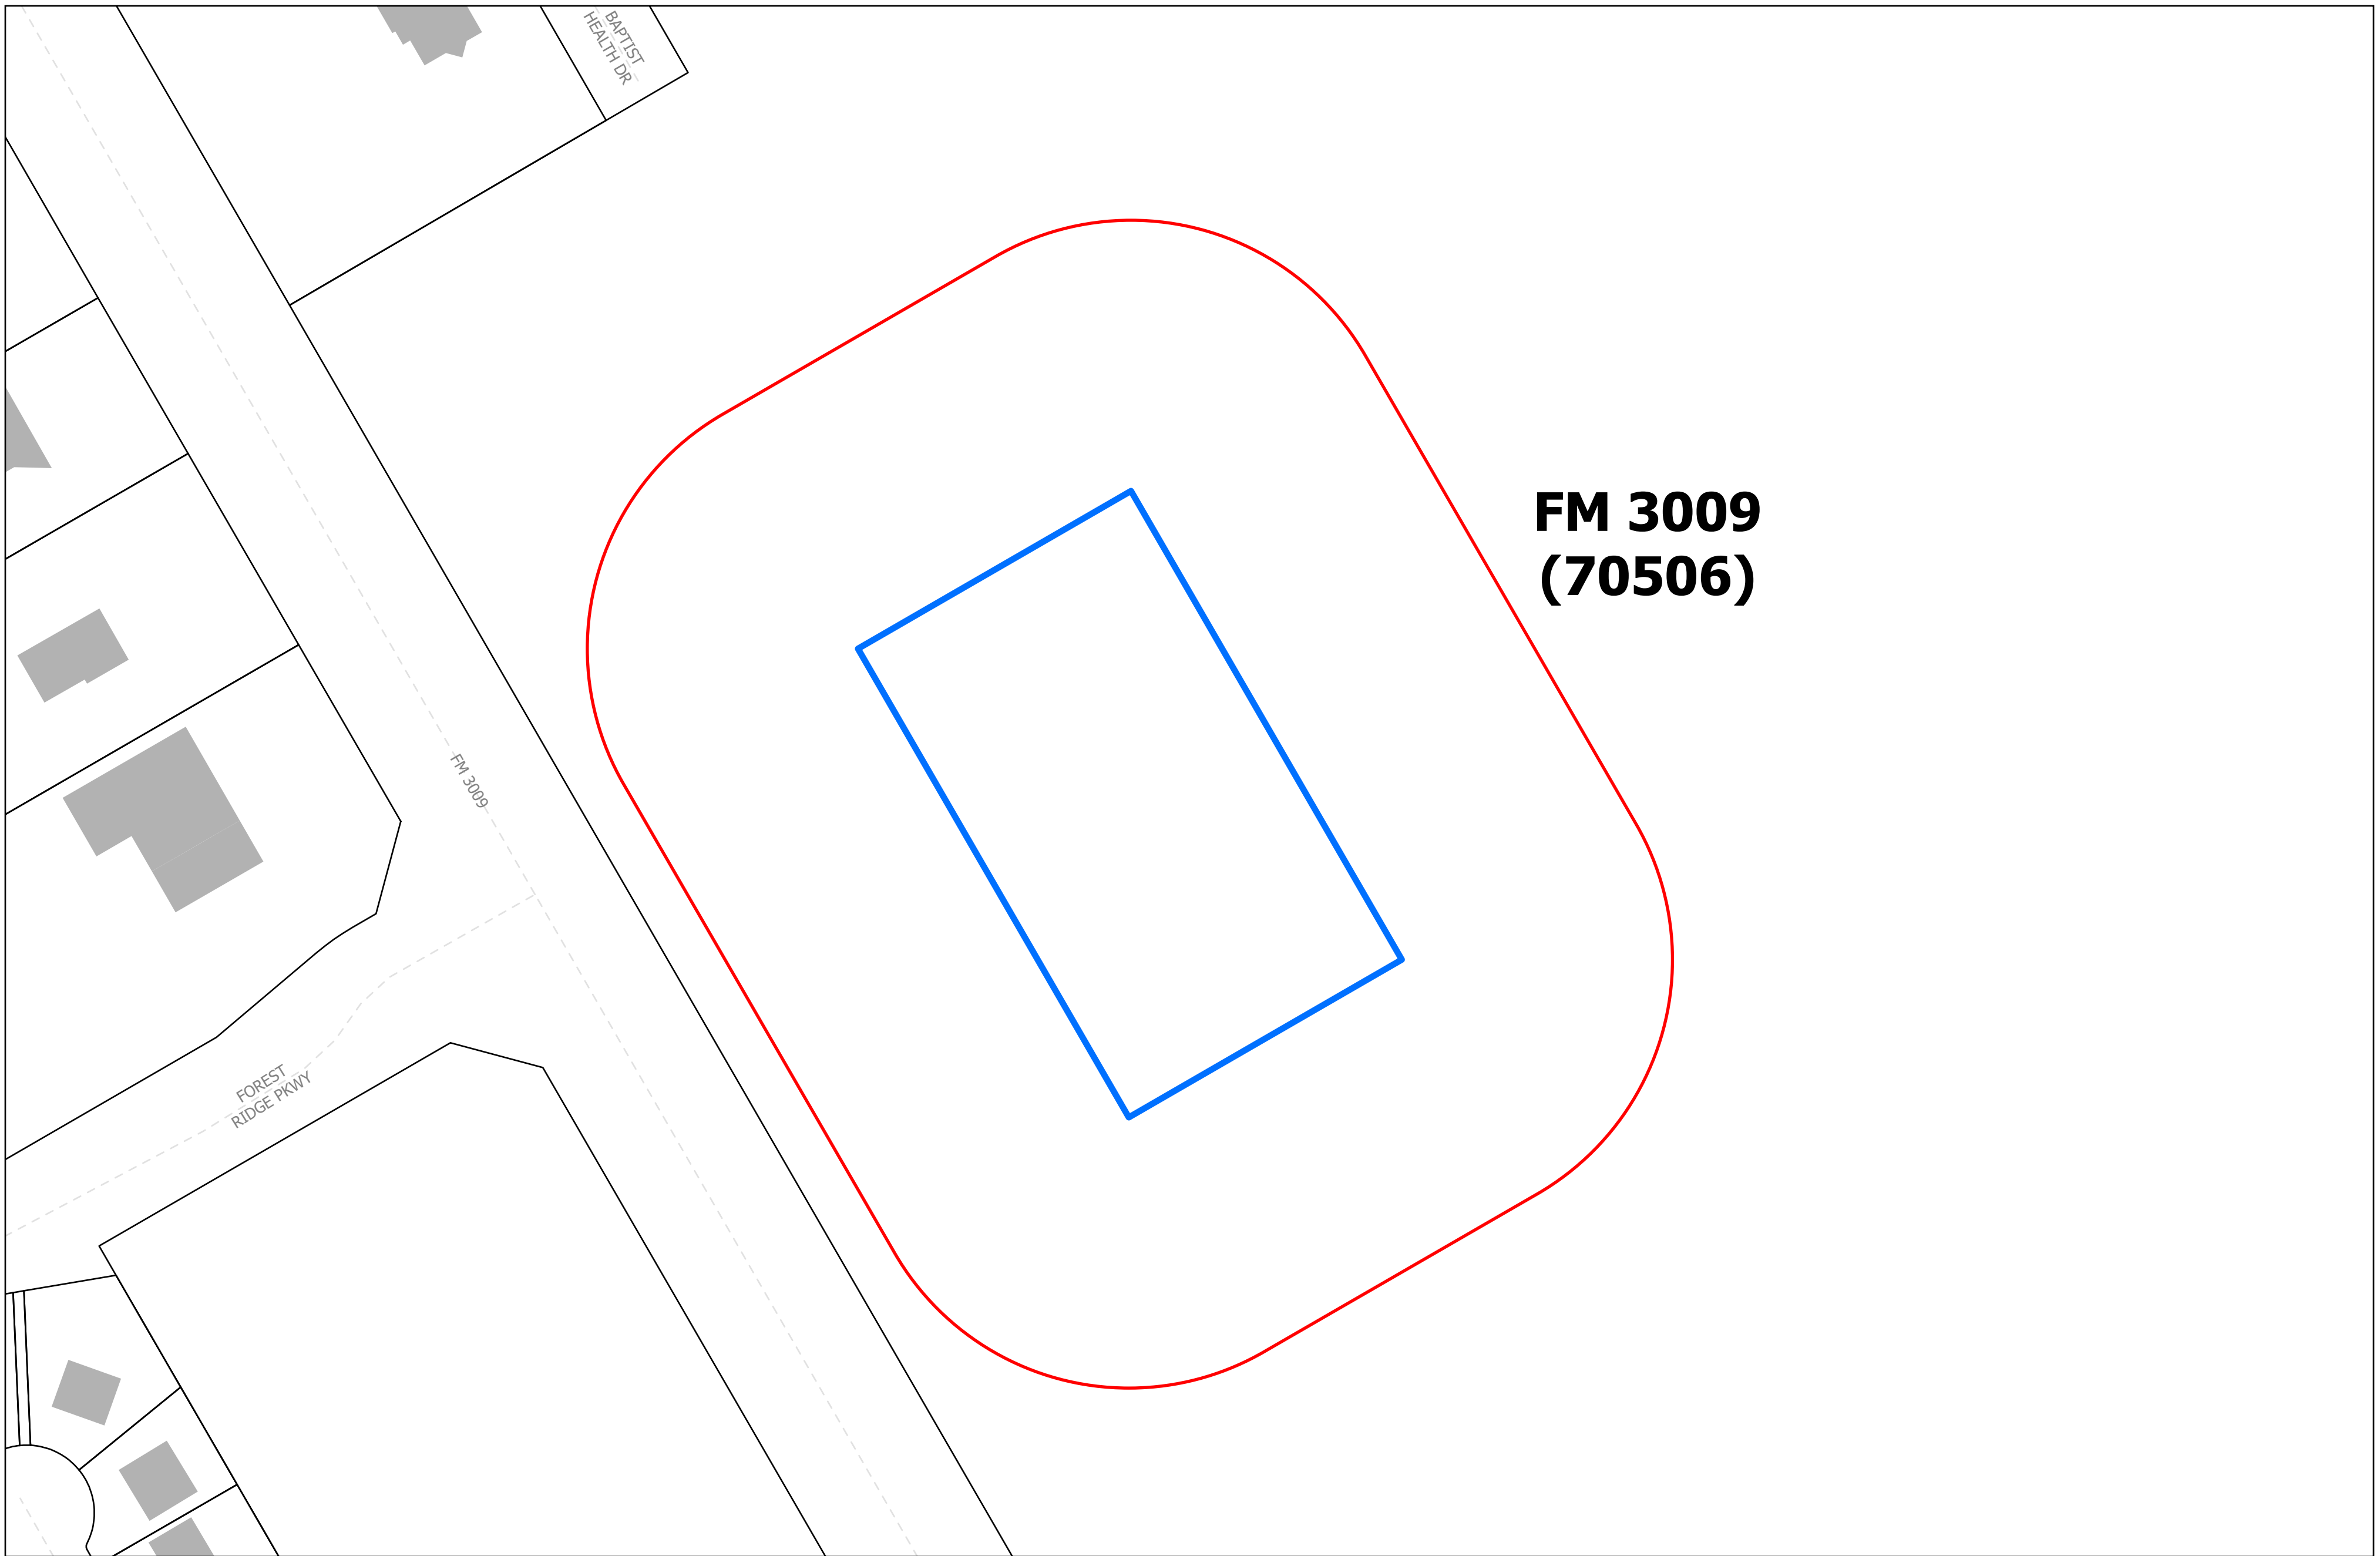 BAPTIST
HEALTH DR
FM 3009
(70506)
FM 3009
FOREST
RIDGE PKWY